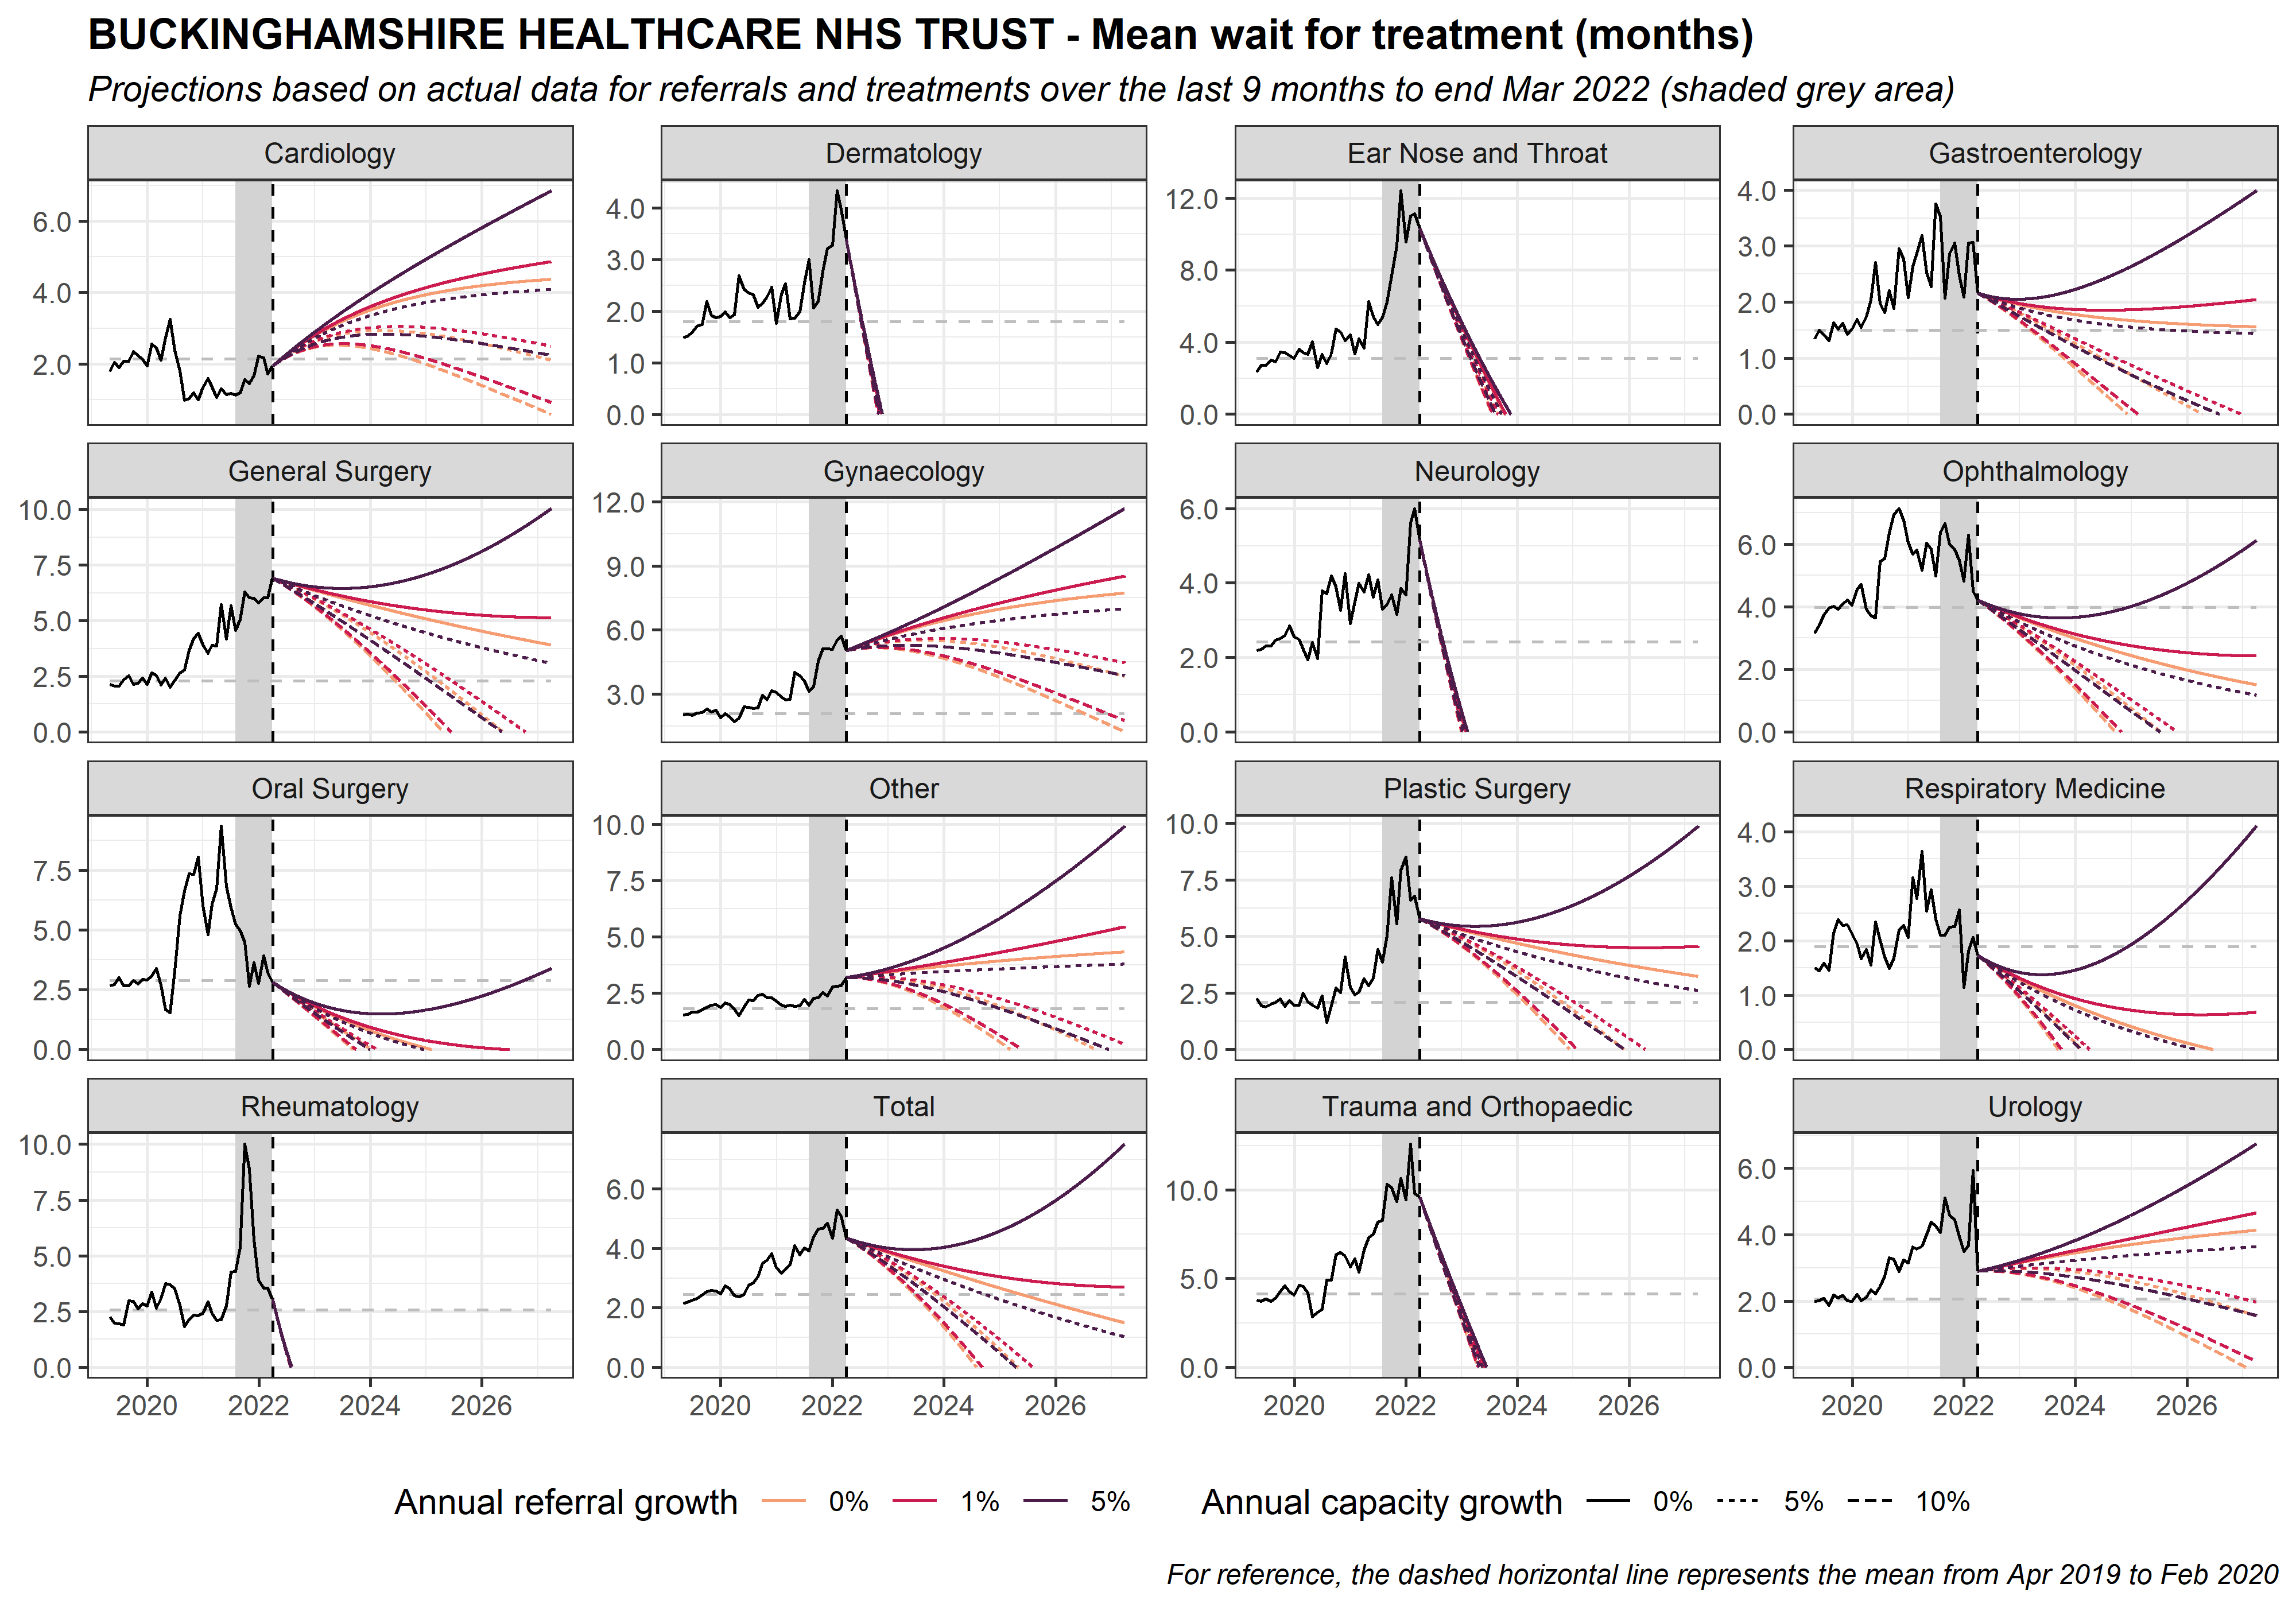 BUCKINGHAMSHIRE HEALTHCARE NHS TRUST - Mean wait for treatment (months)
Projections based on actual data for referrals and treatments over the last 9 months to end Mar 2022 (shaded grey area)
Cardiology
6.0
4.0
2.0
Dermatology
4.0
3.0
2.0
1.0
0.0
Ear Nose and Throat
12.0
8.0
4.0
0.0
Gastroenterology
4.0
3.0
2.0
1.0
0.0
General Surgery
10.0
7.5
5.0
2.5
0.0
Gynaecology
12.0
9.0
6.0
3.0
Neurology
6.0
4.0
2.0
0.0
Ophthalmology
6.0
4.0
2.0
0.0
Oral Surgery
7.5
5.0
2.5
0.0
Other
10.0
7.5
5.0
2.5
0.0
Plastic Surgery
10.0
7.5
5.0
2.5
0.0
Respiratory Medicine
4.0
3.0
2.0
1.0
0.0
Rheumatology
10.0
7.5
5.0
2.5
0.0
2020 2022 2024 2026
Total
6.0
4.0
2.0
0.0
2020 2022 2024 2026
Trauma and Orthopaedic
10.0
5.0
0.0
2020 2022 2024 2026
Urology
6.0
4.0
2.0
0.0
2020 2022 2024 2026
Annual referral growth 0% 1% 5%
Annual capacity growth 0% 5% 10%
For reference, the dashed horizontal line represents the mean from Apr 2019 to Feb 2020